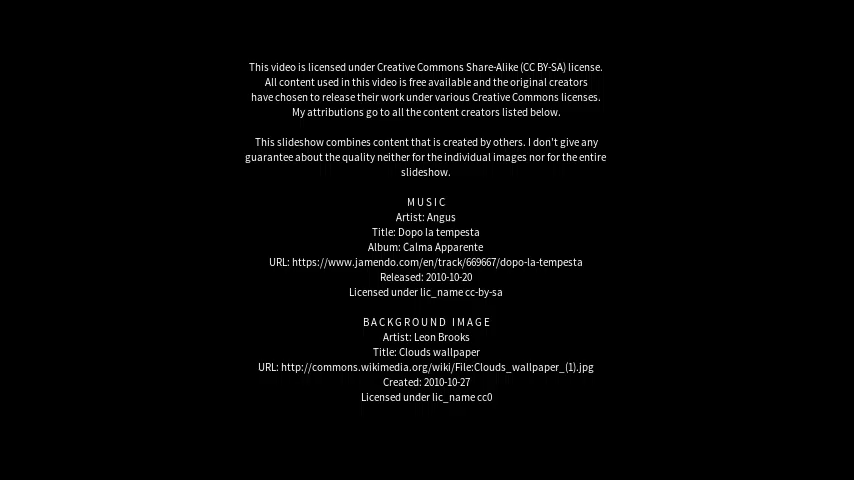 This video is licensed under Creative Commons Share-Alike (CC BY-SA) license.
All content used in this video is free available and the original creators
have chosen to release their work under various Creative Commons licenses.
My attributions go to all the content creators listed below.
This slideshow combines content that is created by others. I don't give any
guarantee about the quality neither for the individual images nor for the entire
slideshow.
MUSIC
Artist: Angus
Title: Dopo la tempesta
Album: Calma Apparente
URL: https://www.jamendo.com/en/track/669667/dopo-la-tempesta
Released: 2010-10-20
Licensed under lic_name cc-by-sa
BACKGROUND IMAGE
Artist: Leon Brooks
Title: Clouds wallpaper
URL: http://commons.wikimedia.org/wiki/File:Clouds_wallpaper_(1).jpg
Created: 2010-10-27
Licensed under lic_name cc0